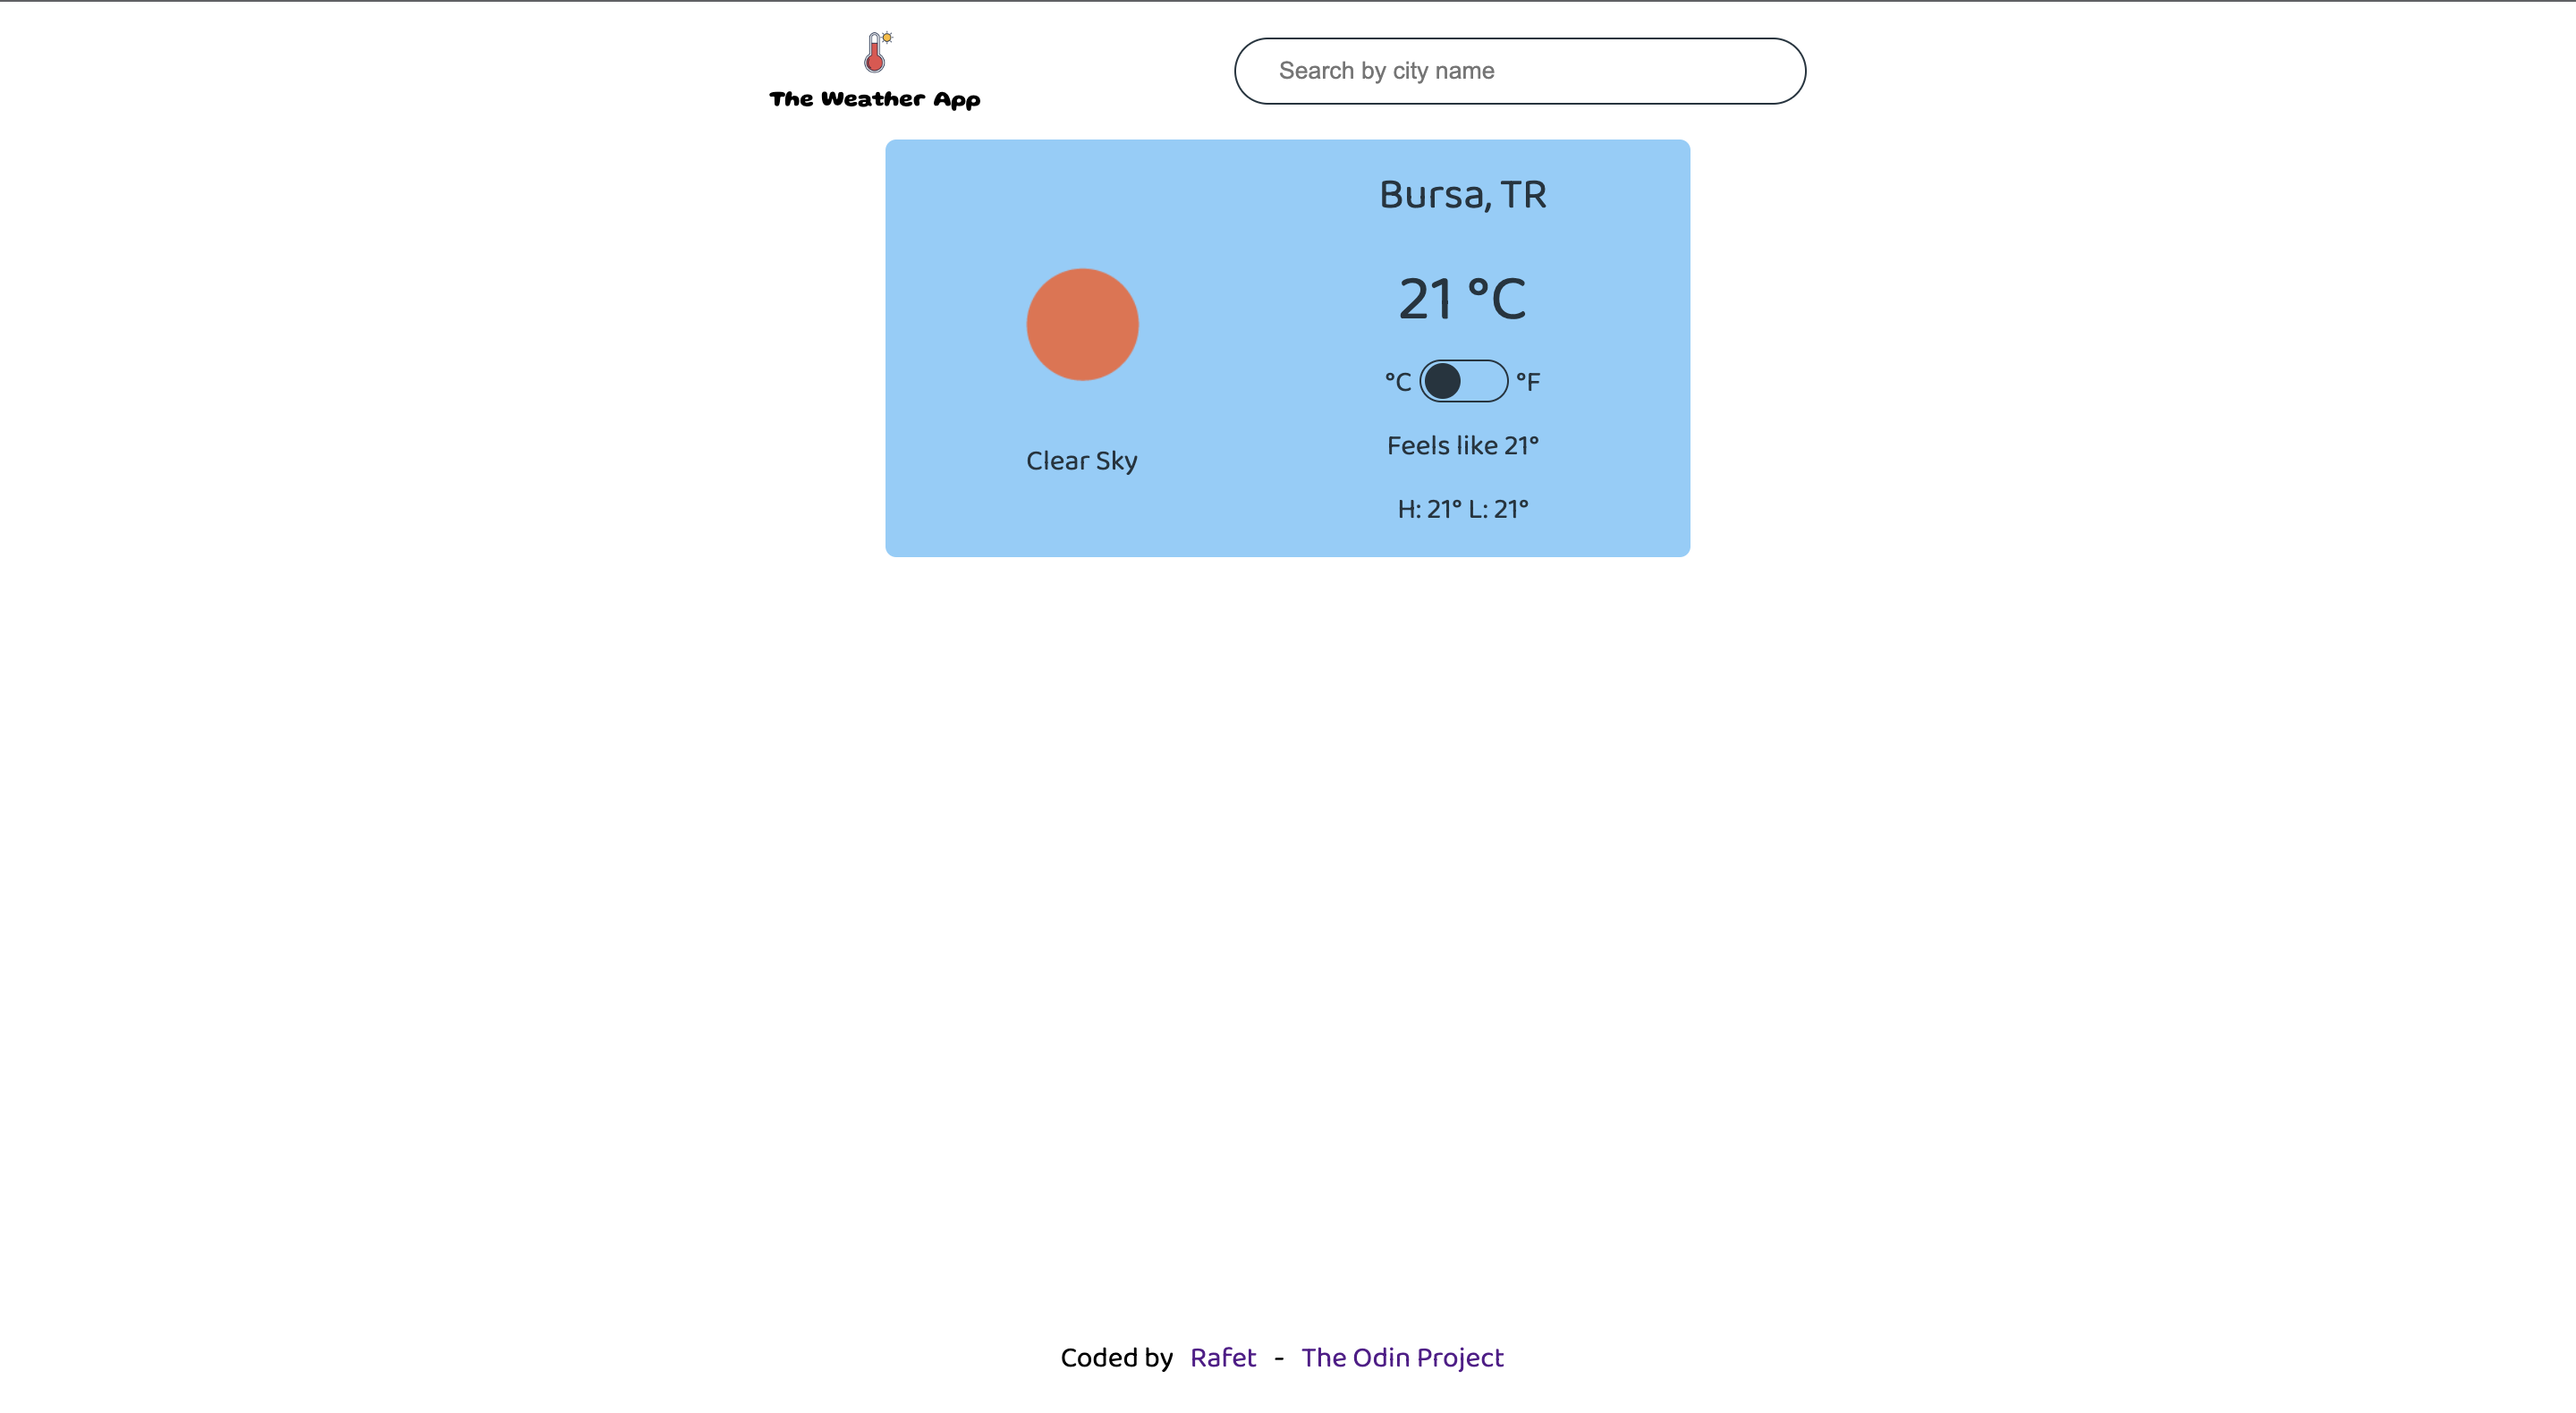 The Weather App
Search by city name
Bursa, TR
21 °C
°C °F
Feels like 21°
H: 21° L: 21°
Clear Sky
Coded by Rafet - The Odin Project